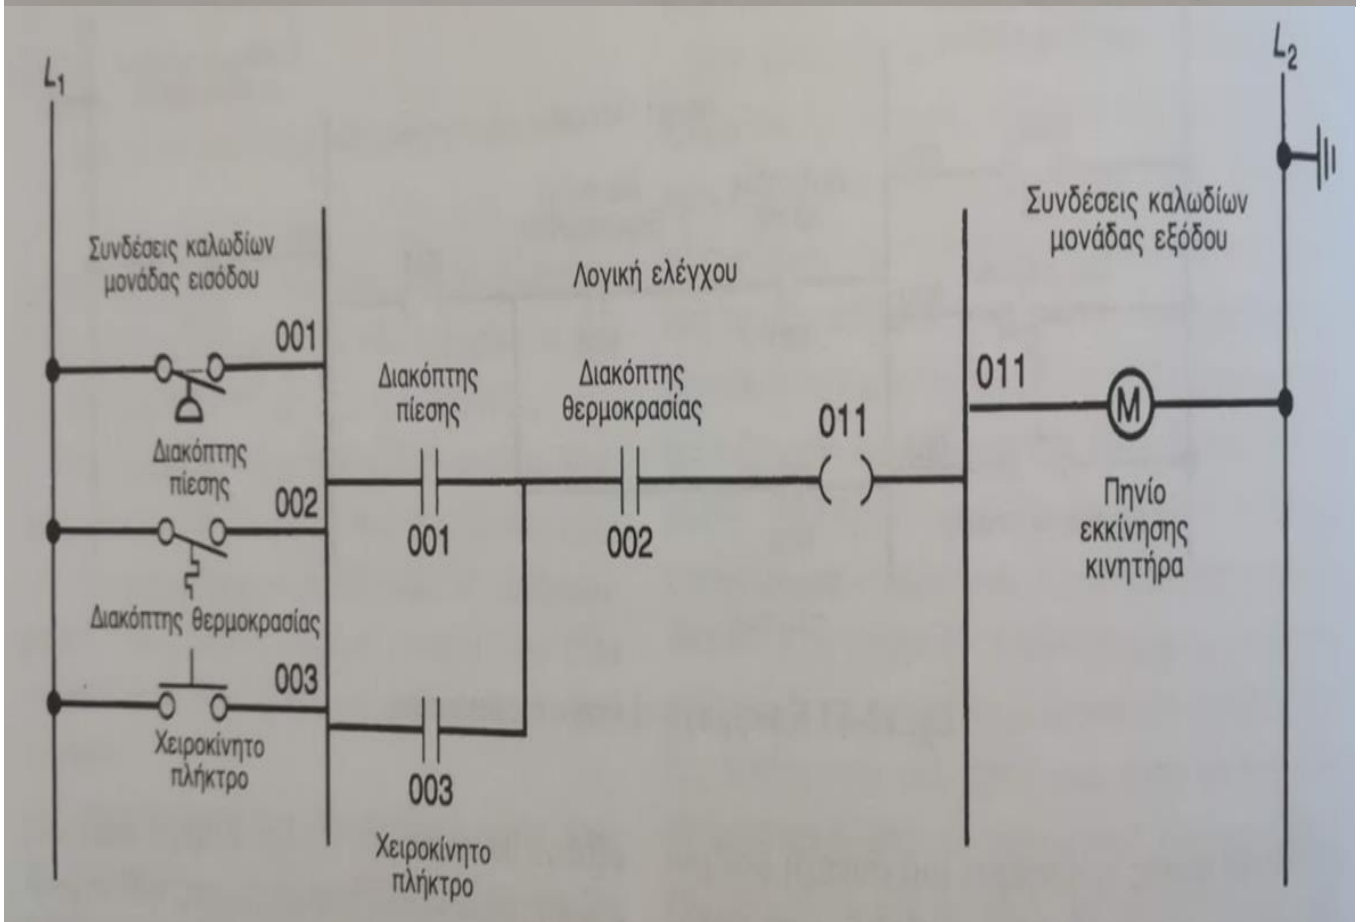 L1
L2
Συνδέσεις καλωδίων
μονάδας εισόδου
001
Διακόπτης
πίεσης
002
Διακόπτης θερμοκρασίας
003
Χειροκίνητο
πλήκτρο
Λογική ελέγχου
Διακόπτης
πίεσης
001
Διακόπτης
θερμοκρασίας
002
011
003
Χειροκίνητο
πλήκτρο
Συνδέσεις καλωδίων
μονάδας εξόδου
011
M
Πηνίο
εκκίνησης
κινητήρα